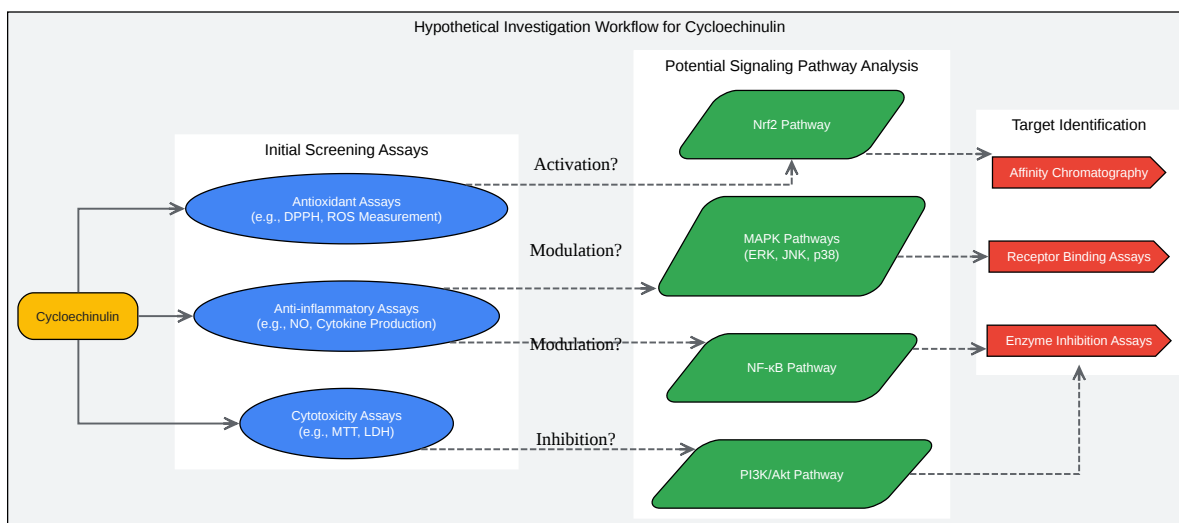 Hypothetical Investigation Workflow for Cycloechinulin
Potential Signaling Pathway Analysis
Nrf2 Pathway
Target Identification
Initial Screening Assays
Activation?
Affinity Chromatography
Antioxidant Assays
(e.g., DPPH, ROS Measurement)
Modulation?
MAPK Pathways
(ERK, JNK, p38)
Receptor Binding Assays
Cycloechinulin
Anti-inflammatory Assays
(e.g., NO, Cytokine Production)
Modulation?
Enzyme Inhibition Assays
NF-κB Pathway
Cytotoxicity Assays
(e.g., MTT, LDH)
Inhibition?
PI3K/Akt Pathway